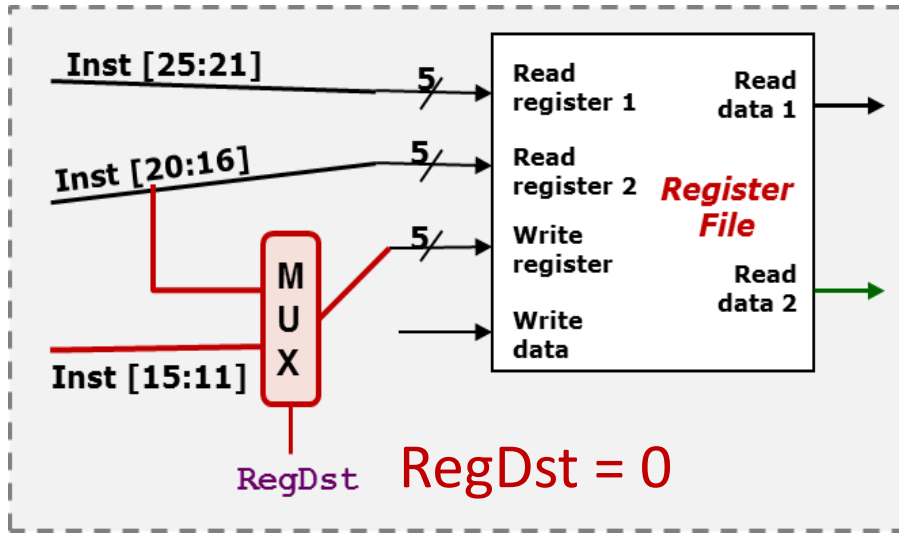 Inst [25:21]
5
Read
register 1
Read
data 1
Inst [20:16]
5
Read
register 2
Register
File
5
Write
register
M
U
X
Read
data 2
Write
data
Inst [15:11]
RegDst
RegDst = 0